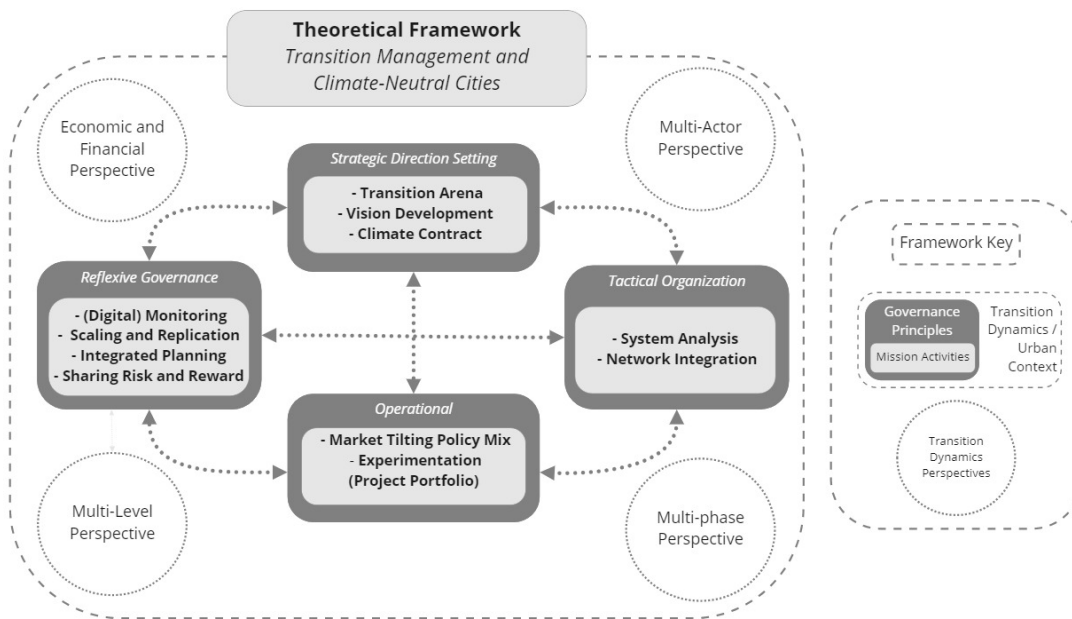 Theoretical Framework
Transition Management and
Climate-Neutral Cities
Economic and
Financial
Perspective
Multi-Actor
Perspective
Strategic Direction Setting
- Transition Arena
- Vision Development
- Climate Contract
Reflexive Governance
- (Digital) Monitoring
- Scaling and Replication
- Integrated Planning
- Sharing Risk and Reward
Tactical Organization
- System Analysis
- Network Integration
Operational
- Market Tilting Policy Mix
- Experimentation
(Project Portfolio)
Multi-Level
Perspective
Multi-phase
Perspective
Framework Key
Governance
Principles
Mission Activities
Transition
Dynamics /
Urban
Context
Transition
Dynamics
Perspectives